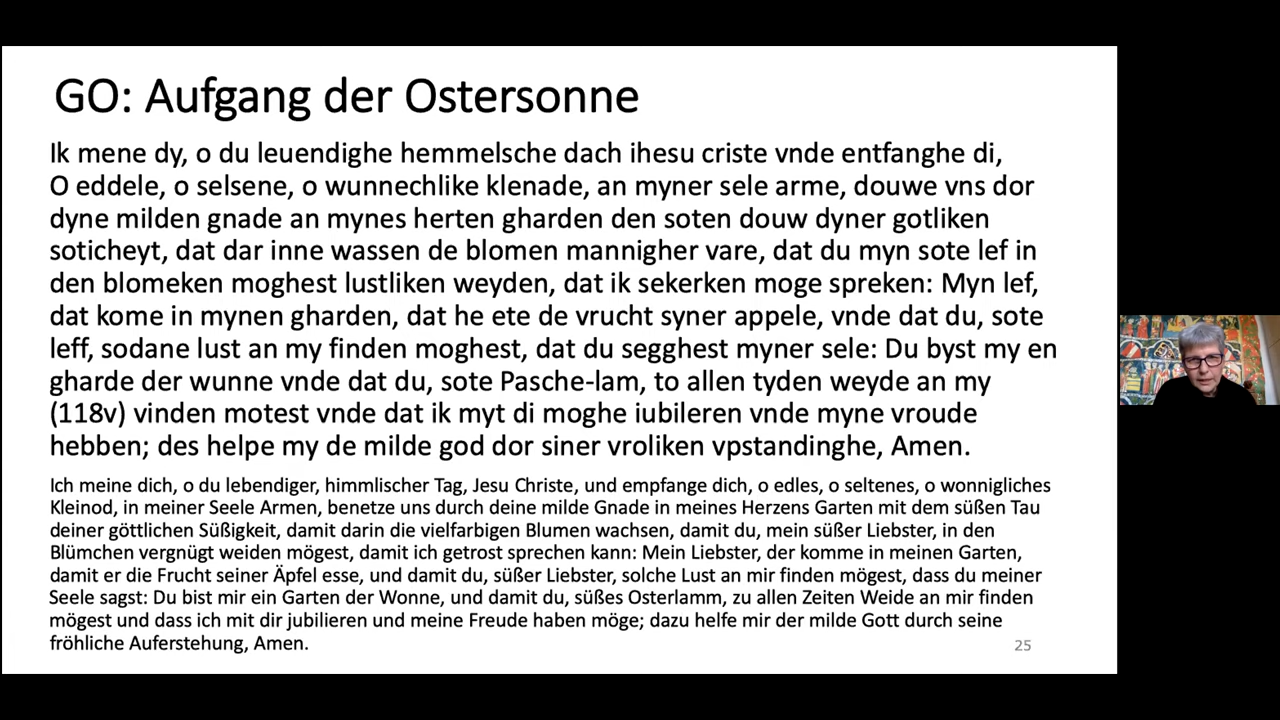 GO: Aufgang der Ostersonne
Ik mene dy, o du leuendighe hemmelsche dach ihesu criste vnde entfanghe di,
O eddele, o selsene, o wunnechlike klenade, an myner sele arme, douwe vns dor
dyne milden gnade an mynes herten gharden den soten douw dyner gotliken
soticheyt, dat dar inne wassen de blomen mannigher vare, dat du myn sote lef in
den blomeken moghest lustliken weyden, dat ik sekerken moge spreken: Myn lef,
dat kome in mynen gharden, dat he ete de vrucht syner appele, vnde dat du, sote
leff, sodane lust an my finden moghest, dat du segghest myner sele: Du byst my en
gharde der wunne vnde dat du, sote Pasche-lam, to allen tyden weyde an my
(118v) vinden motest vnde dat ik myt di moghe iubileren vnde myne vroude
hebben; des helpe my de milde god dor siner vroliken vpstandinghe, Amen.
Ich meine dich, o du lebendiger, himmlischer Tag, Jesu Christe, und empfange dich, o edles, o seltenes, o wonnigliches
Kleinod, in meiner Seele Armen, benetze uns durch deine milde Gnade in meines Herzens Garten mit dem süßen Tau
deiner göttlichen Süßigkeit, damit darin die vielfarbigen Blumen wachsen, damit du, mein süßer Liebster, in den
Blümchen vergnügt weiden mögest, damit ich getrost sprechen kann: Mein Liebster, der komme in meinen Garten,
damit er die Frucht seiner Äpfel esse, und damit du, süßer Liebster, solche Lust an mir finden mögest, dass du meiner
Seele sagst: Du bist mir ein Garten der Wonne, und damit du, süßes Osterlamm, zu allen Zeiten Weide an mir finden
mögest und dass ich mit dir jubilieren und meine Freude haben möge; dazu helfe mir der milde Gott durch seine
fröhliche Auferstehung, Amen.
25